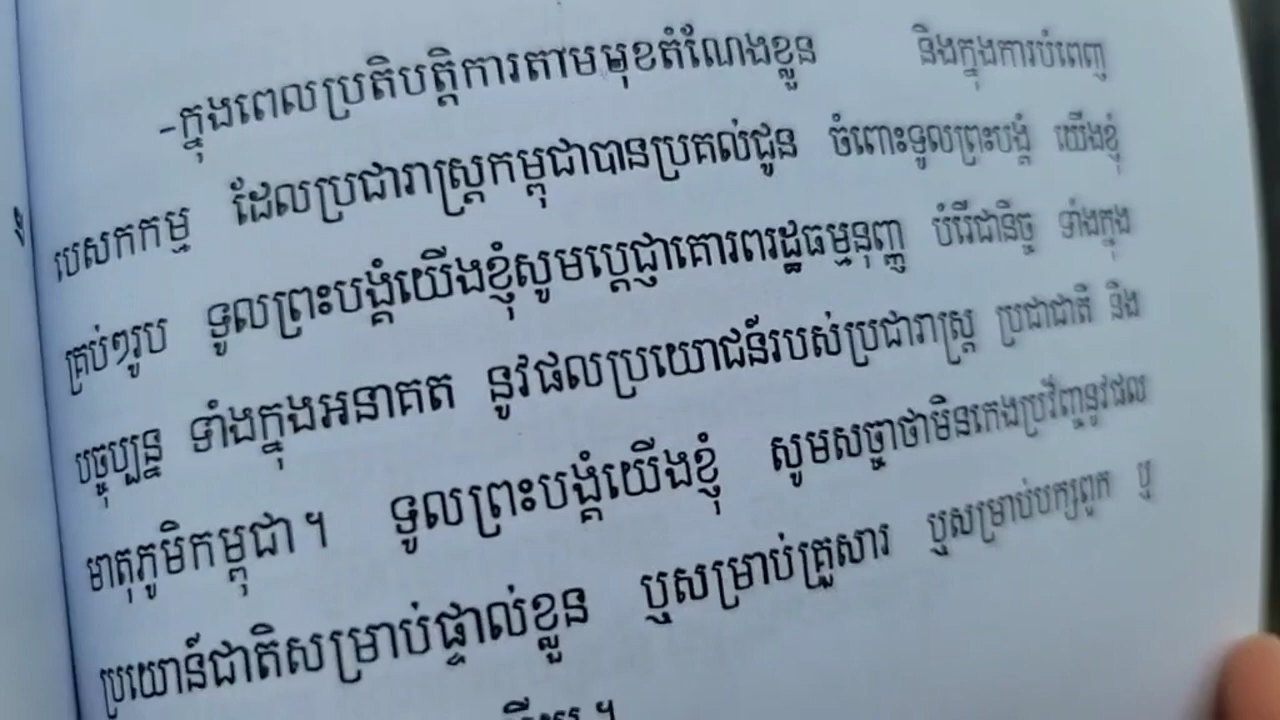 -ក្នុងពេលប្រតិបត្តិការតាមមុខតំណែងខ្លួន និងក្នុងការបំពេញ
បេសកកម្ម ដែលប្រជារាស្ត្រកម្ពុជាបានប្រគល់ជូន ចំពោះទូលព្រះបង្គំ យើងខ្ញុំ
គ្រប់ៗរូប ទូលព្រះបង្គំយើងខ្ញុំសូមប្ដេជ្ញាគោរពរដ្ឋធម្មនុញ្ញ បំរើជានិច្ច ទាំងក្នុង
បច្ចុប្បន្ន ទាំងក្នុងអនាគត នូវផលប្រយោជន៍របស់ប្រជារាស្ត្រ ប្រជាជាតិ និង
មាតុភូមិកម្ពុជា។ ទូលព្រះបង្គំយើងខ្ញុំ សូមសច្ចាថាមិនកេងប្រវ័ញ្ចនូវផល
ប្រយោន៍ជាតិសម្រាប់ផ្ទាល់ខ្លួន ឬសម្រាប់គ្រួសារ ឬសម្រាប់បក្សពួក ឬ